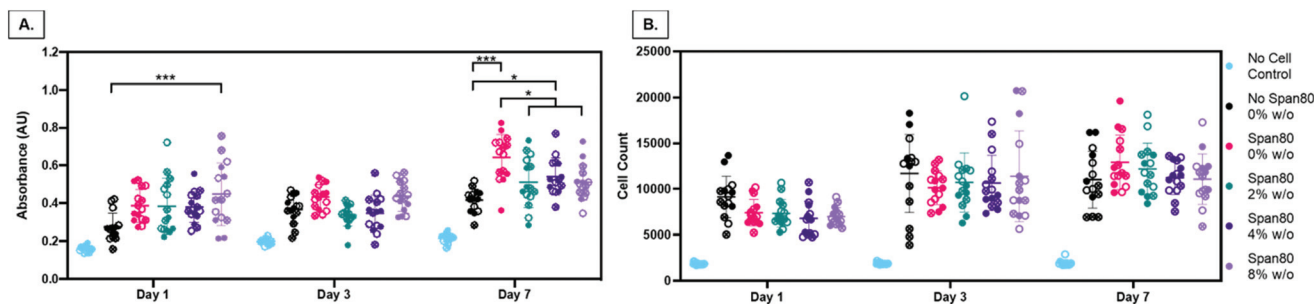 A.
Absorbance (AU)
1.2
1.0
0.8
0.6
0.4
0.2
0.0
***
***
*
*
Day 1
Day 3
Day 7
B.
Cell Count
25000
20000
15000
10000
5000
0
Day 1
Day 3
Day 7
No Cell
Control
No Span80
0% w/o
Span80
0% w/o
Span80
2% w/o
Span80
4% w/o
Span80
8% w/o